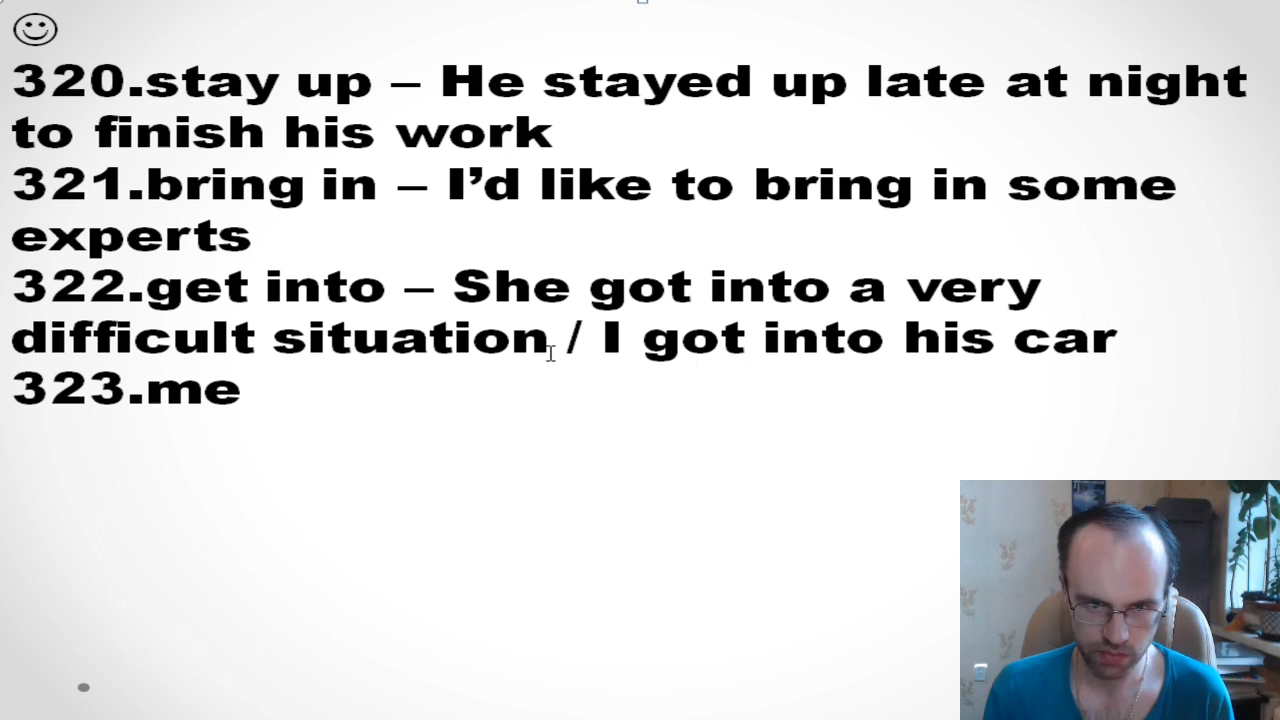 320.stay up – He stayed up late at night
to finish his work
321.bring in – I’d like to bring in some
experts
322.get into – She got into a very
difficult situation / I got into his car
323.me